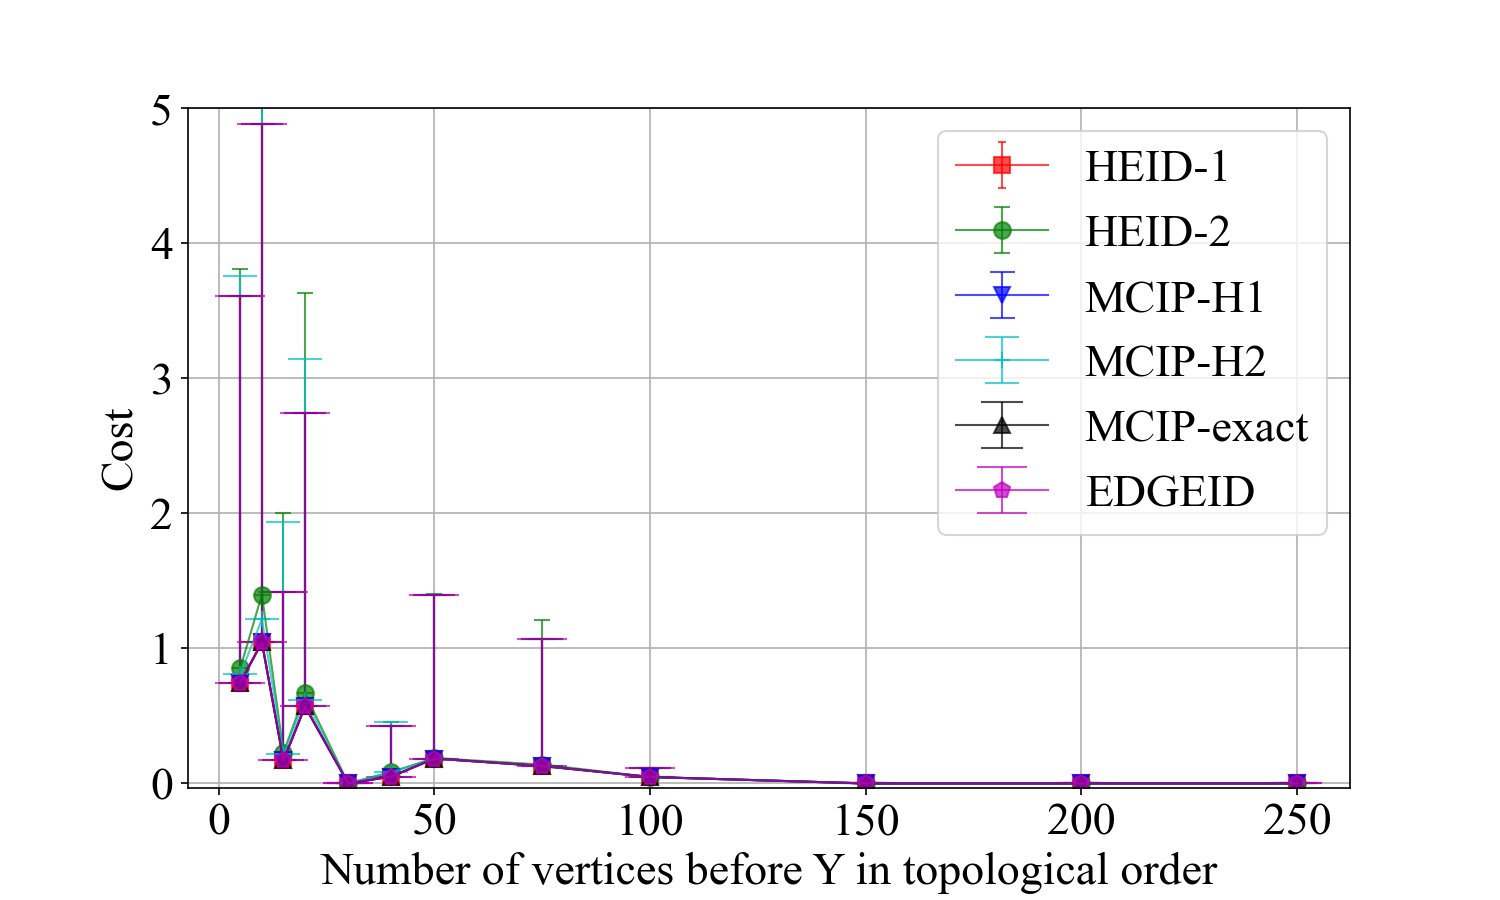 5
4
3
2
1
0
Cost
0 50 100 150 200 250
Number of vertices before Y in topological order
HEID-1
HEID-2
MCIP-H1
MCIP-H2
MCIP-exact
EDGEID